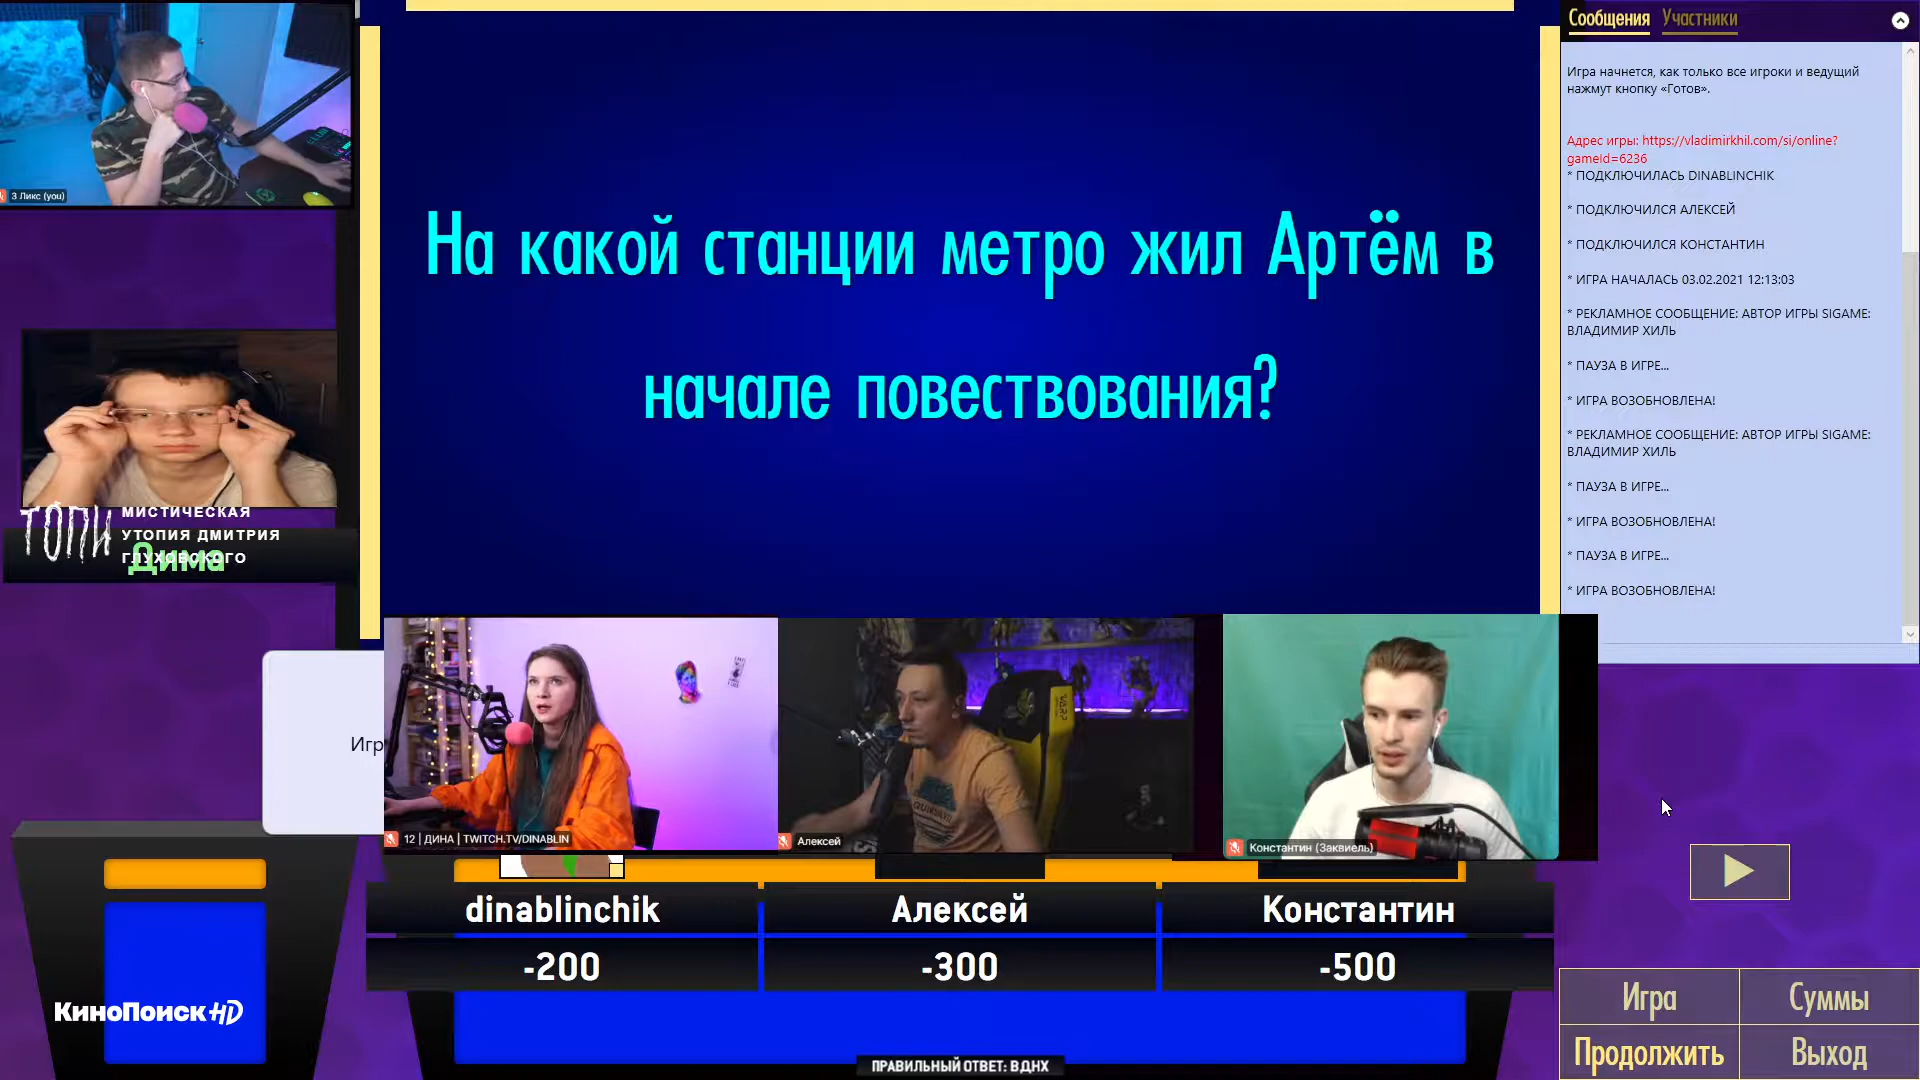 Сообщения Участники
Игра начнется, как только все игроки и ведущий
нажмут кнопку «Готов».
Адрес игры: https://vladimirkhil.com/si/online?
gameId=6236
* ПОДКЛЮЧИЛАСЬ DINABLINCHIK
* ПОДКЛЮЧИЛСЯ АЛЕКСЕЙ
* ПОДКЛЮЧИЛСЯ КОНСТАНТИН
* ИГРА НАЧАЛАСЬ 03.02.2021 12:13:03
* РЕКЛАМНОЕ СООБЩЕНИЕ: АВТОР ИГРЫ SIGAME:
ВЛАДИМИР ХИЛЬ
* ПАУЗА В ИГРЕ...
* ИГРА ВОЗОБНОВЛЕНА!
* РЕКЛАМНОЕ СООБЩЕНИЕ: АВТОР ИГРЫ SIGAME:
ВЛАДИМИР ХИЛЬ
* ПАУЗА В ИГРЕ...
* ИГРА ВОЗОБНОВЛЕНА!
* ПАУЗА В ИГРЕ...
* ИГРА ВОЗОБНОВЛЕНА!
На какой станции метро жил Артём в
начале повествования?
3 Ликс (you)
ТОПИ
МИСТИЧЕСКАЯ
УТОПИЯ ДМИТРИЯ
ГЛУХОВСКОГО
Дима
Игр
12 | ДИНА | TWITCH.TV/DINABLIN
Алексей
Константин (Заквиель)
dinablinchik Алексей Константин
-200 -300 -500
КиноПоиск HD
ПРАВИЛЬНЫЙ ОТВЕТ: ВДНХ
Игра Суммы
Продолжить Выход